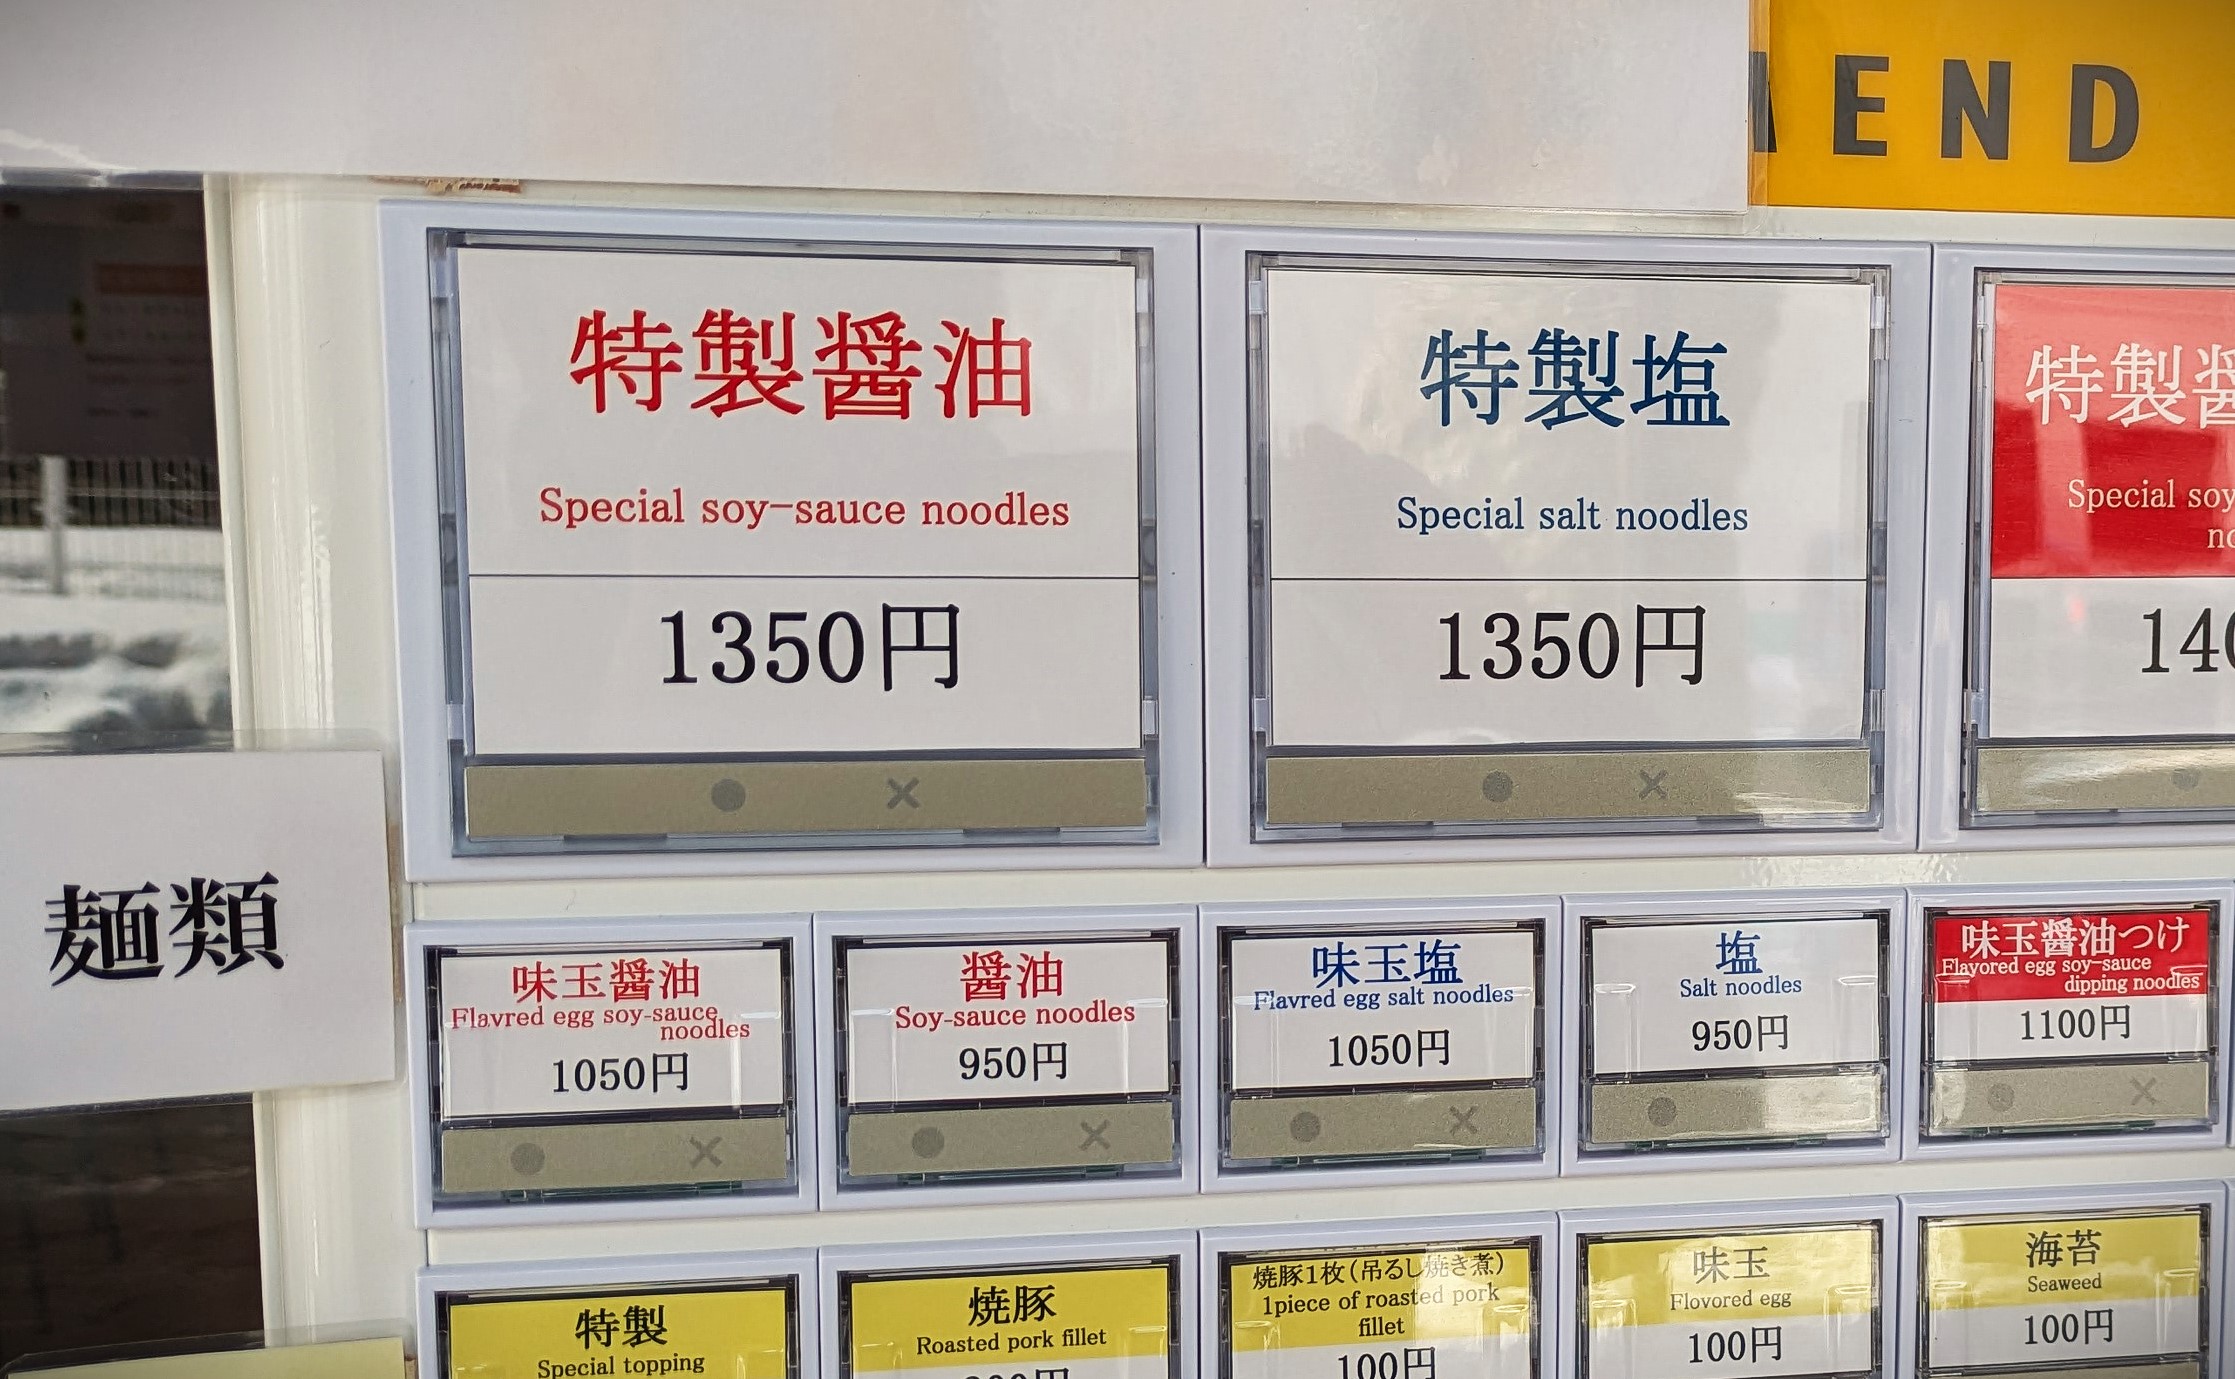 END
特製醤油
Special soy-sauce noodles
1350円
特製塩
Special salt noodles
1350円
特製醤
Special soy
麺類
味玉醤油
Flavred egg soy-sauce
noodles
1050円
醤油
Soy-sauce noodles
950円
味玉塩
Flavred egg salt noodles
1050円
塩
Salt noodles
950円
味玉醤油つけ
Flavored egg soy-sauce
dipping noodles
1100円
特製
Special topping
焼豚
Roasted pork fillet
焼豚1枚(吊るし焼き煮)
1piece of roasted pork
fillet
100円
味玉
Flovored egg
100円
海苔
Seaweed
100円